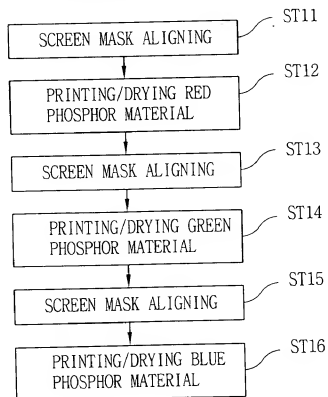 ST11
SCREEN MASK ALIGNING
ST12
PRINTING/DRYING RED
PHOSPHOR MATERIAL
ST13
SCREEN MASK ALIGNING
ST14
PRINTING/DRYING GREEN
PHOSPHOR MATERIAL
ST15
SCREEN MASK ALIGNING
ST16
PRINTING/DRYING BLUE
PHOSPHOR MATERIAL